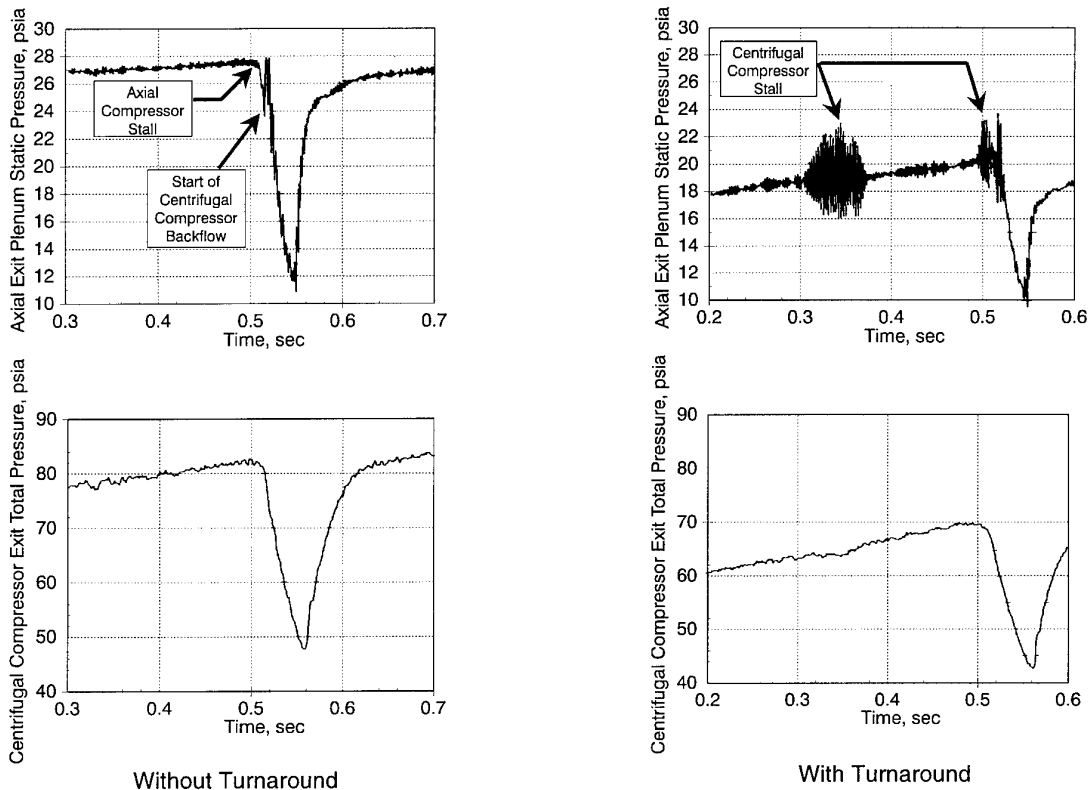 Axial Exit Plenum Static Pressure, psia
30
28
26
24
22
20
18
16
14
12
10
Axial
Compressor
Stall
Start of
Centrifugal
Compressor
Backflow
0.3
0.4
0.5
0.6
0.7
Time, sec
Axial Exit Plenum Static Pressure, psia
30
28
26
24
22
20
18
16
14
12
10
Centrifugal
Compressor
Stall
0.2
0.3
0.4
0.5
0.6
Time, sec
Centrifugal Compressor Exit Total Pressure, psia
90
80
70
60
50
40
0.3
0.4
0.5
0.6
0.7
Time, sec
Without Turnaround
Centrifugal Compressor Exit Total Pressure, psia
90
80
70
60
50
40
0.2
0.3
0.4
0.5
0.6
Time, sec
With Turnaround